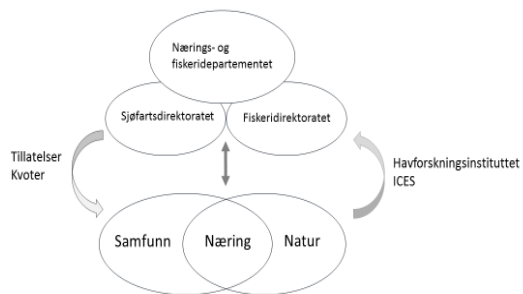 Nærings- og
fiskeridepartementet
Sjøfartsdirektoratet
Fiskeridirektoratet
Tillatelser
Kvoter
Havforskningsinstituttet
ICES
Samfunn
Næring
Natur